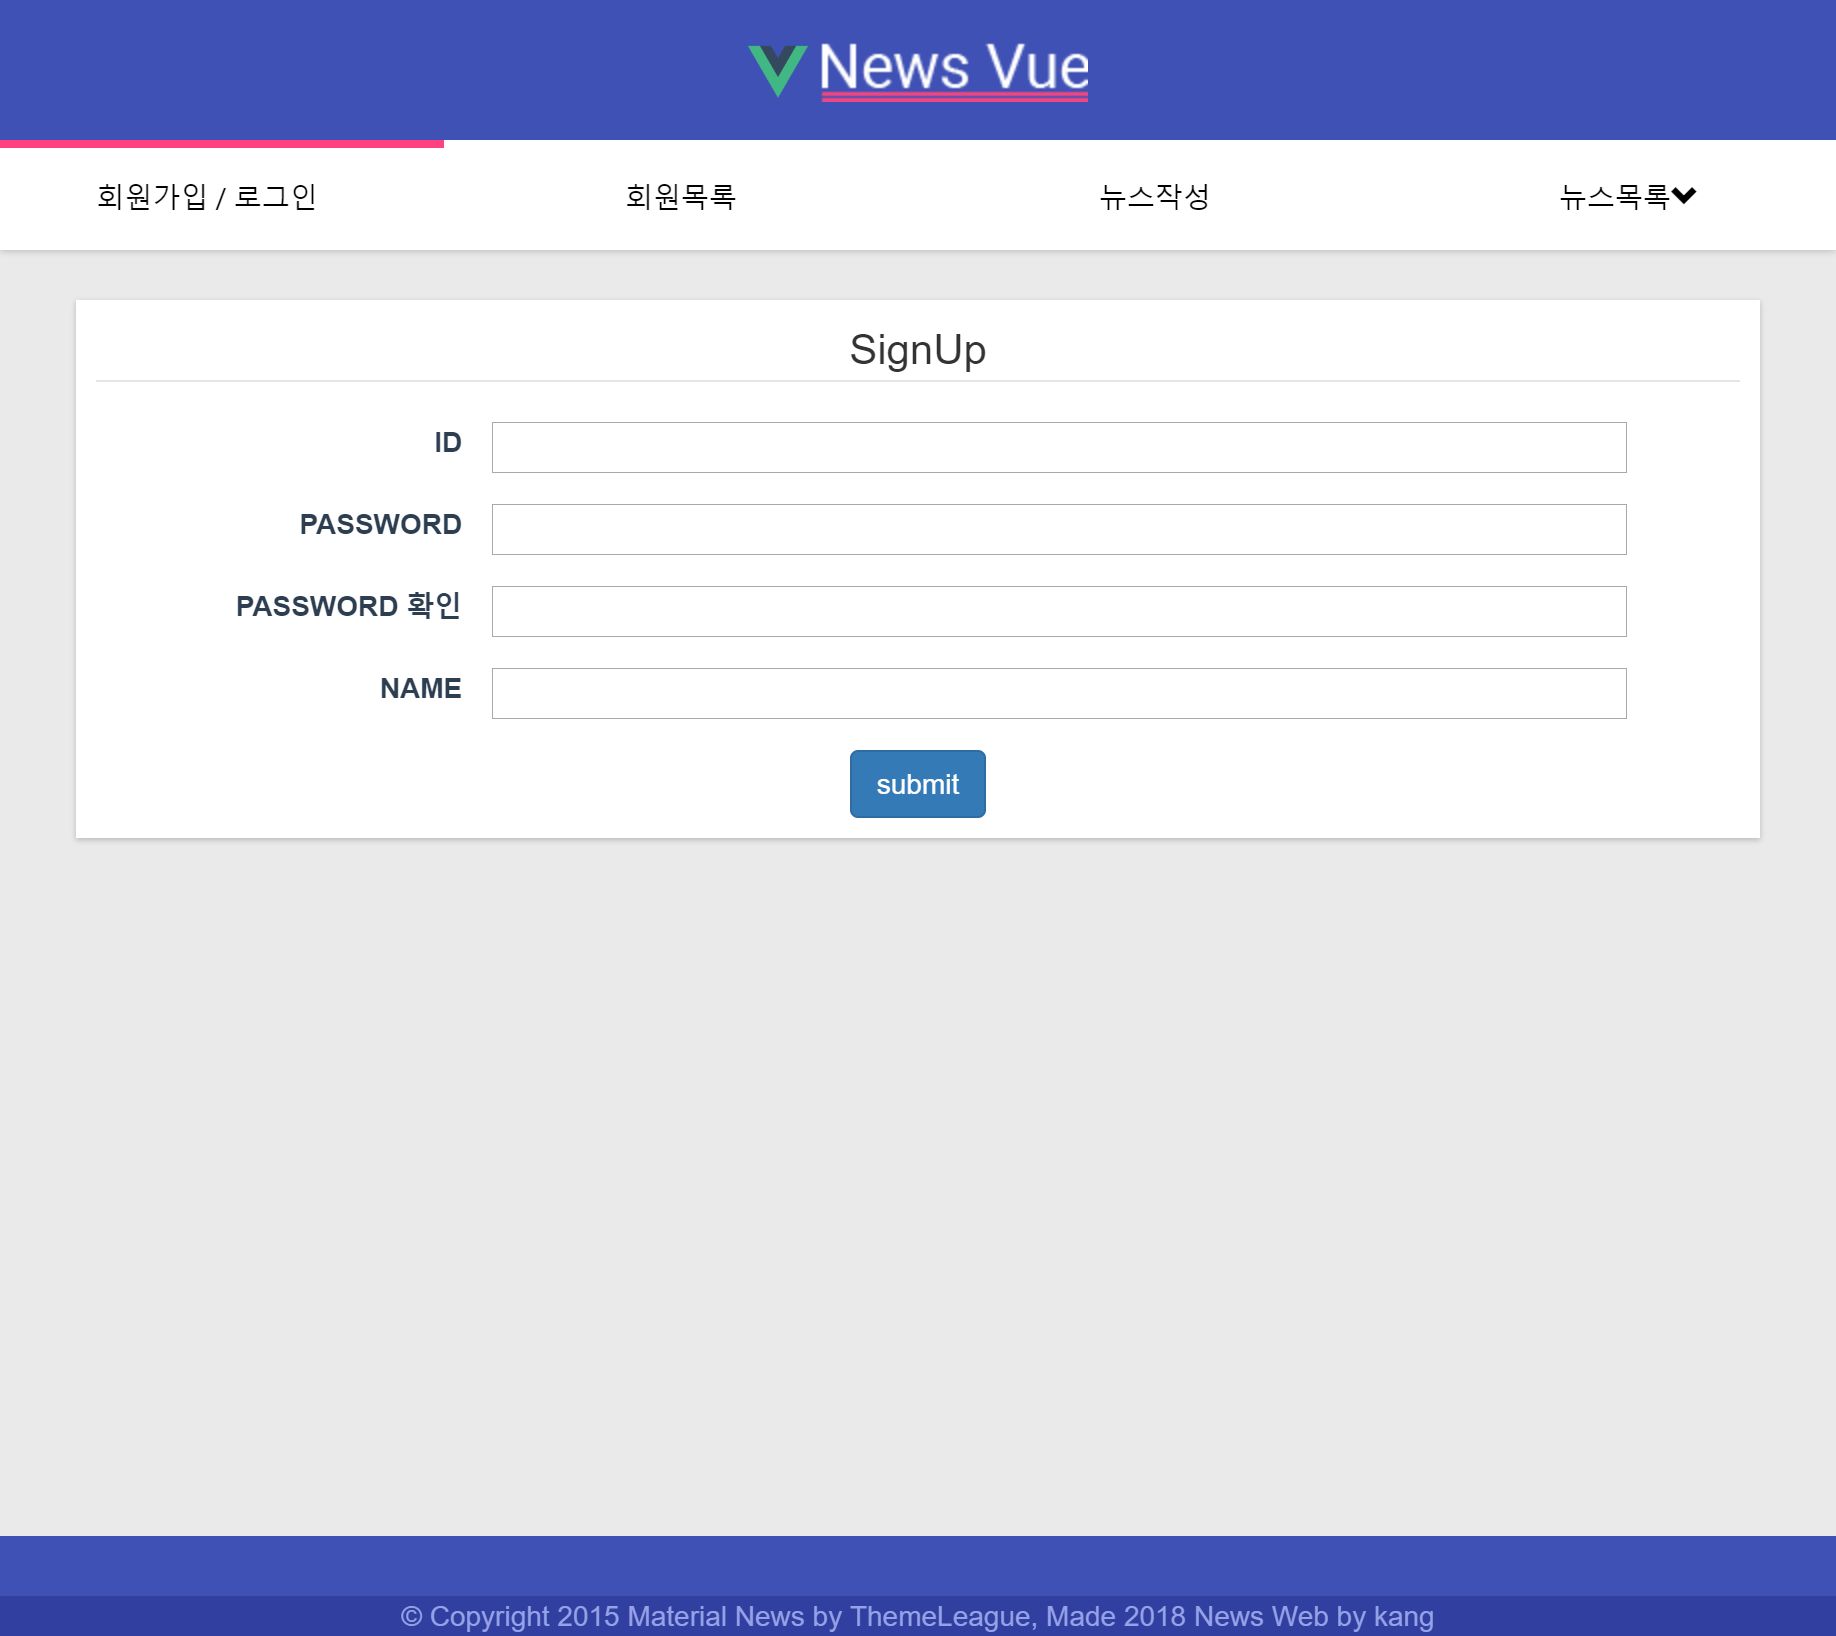 News Vue
회원가입 / 로그인 회원목록 뉴스작성 뉴스목록
SignUp
ID
PASSWORD
PASSWORD 확인
NAME
submit
© Copyright 2015 Material News by ThemeLeague, Made 2018 News Web by kang